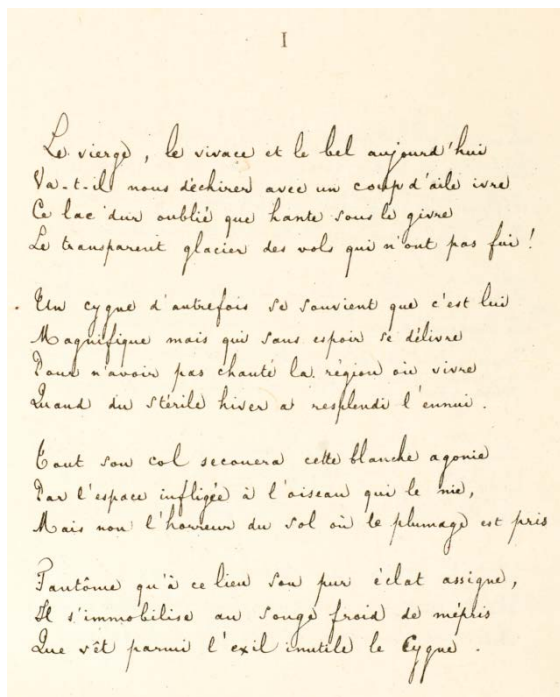 I
Le vierge, le vivace et le bel aujourd'hui
Va-t-il nous déchirer avec un coup d'aile ivre
Ce lac dur oublié que hante sous le givre
Le transparent glacier des vols qui n'ont pas fui !
Un cygne d'autrefois se souvient que c'est lui
Magnifique mais qui sans espoir se délivre
Pour n'avoir pas chanté la région où vivre
Quand du stérile hiver a resplendi l'ennui.
Tout son col secouera cette blanche agonie
Par l'espace infligée à l'oiseau qui le nie,
Mais non l'horreur du sol où le plumage est pris
Fantôme qu'à ce lieu son pur éclat assigne,
Il s'immobilise au songe froid de mépris
Que vêt parmi l'exil inutile le Cygne.